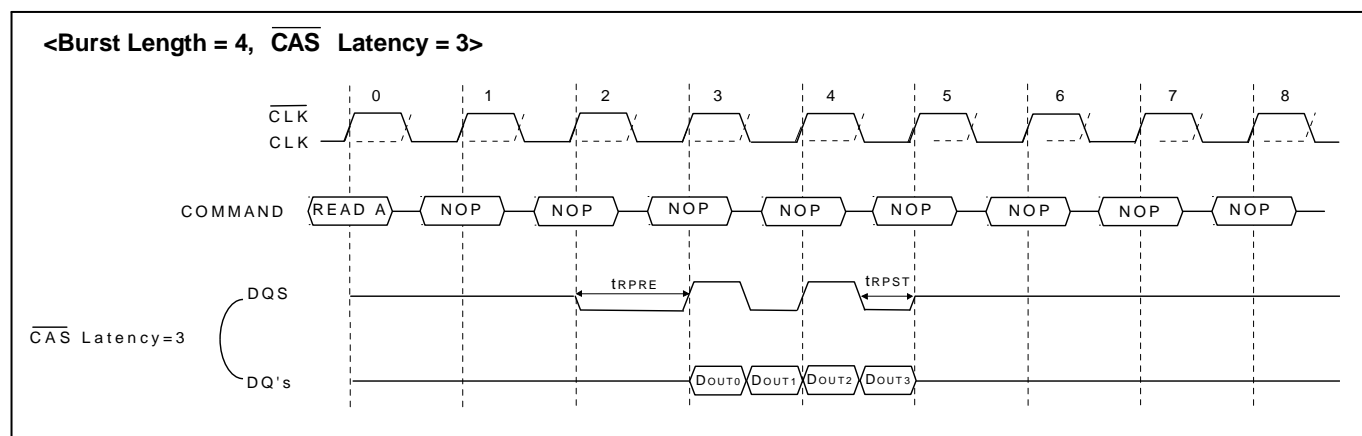 <Burst Length = 4, CAS Latency = 3>
0 1 2 3 4 5 6 7 8
CLK
CLK
COMMAND READ A NOP NOP NOP NOP NOP NOP NOP NOP
tRPRE tRPST
DQS
CAS Latency=3
DQ's DOUT0 DOUT1 DOUT2 DOUT3